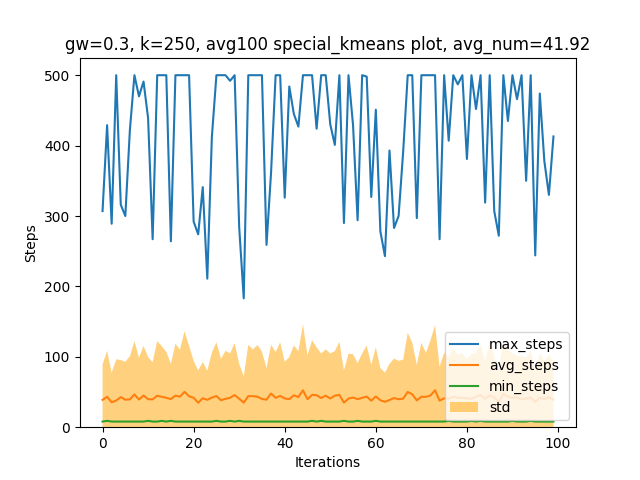 gw=0.3, k=250, avg100 special_kmeans plot, avg_num=41.92
500
400
300
200
100
0
Steps
max_steps
avg_steps
min_steps
std
0 20 40 60 80 100
Iterations